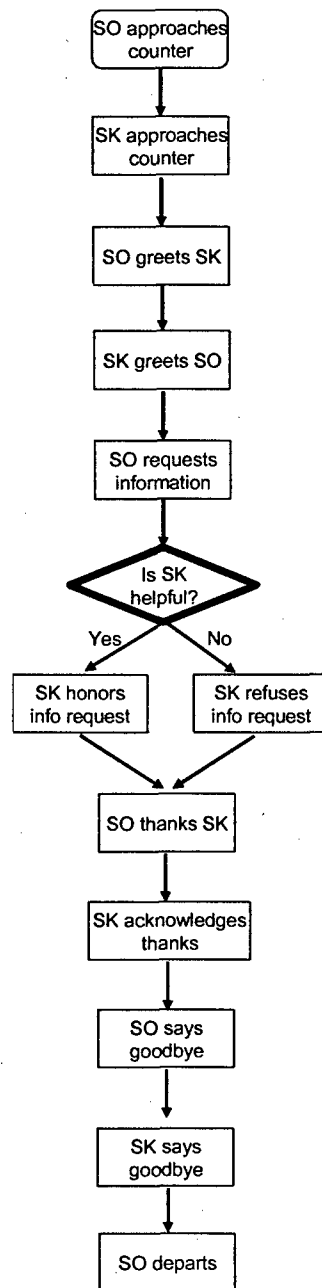 SO approaches
counter
SK approaches
counter
SO greets SK
SK greets SO
SO requests
information
Is SK
helpful?
Yes
No
SK honors
info request
SK refuses
info request
SO thanks SK
SK acknowledges
thanks
SO says
goodbye
SK says
goodbye
SO departs